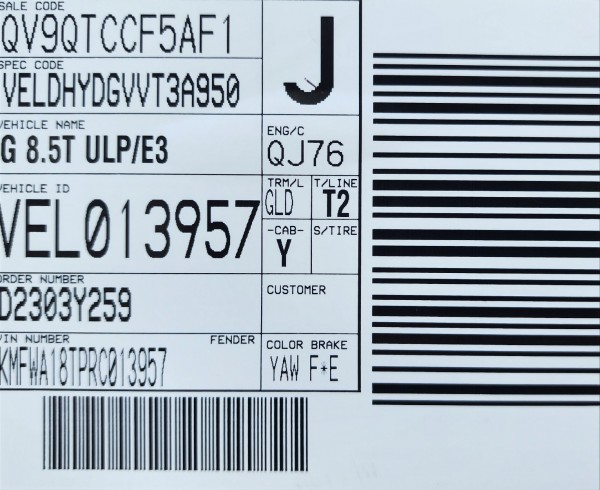 SALE CODE
QV9QTCCF5AF1
J
SPEC CODE
VELDHYDGVVT3A950
VEHICLE NAME
G 8.5T ULP/E3
ENG/C
QJ76
VEHICLE ID
VEL013957
TRM/L
GLD
T/LINE
T2
-CAB-
Y
S/TIRE
ORDER NUMBER
D2303Y259
CUSTOMER
VIN NUMBER
FENDER
KMFWA18TPRC013957
COLOR BRAKE
YAW F*E